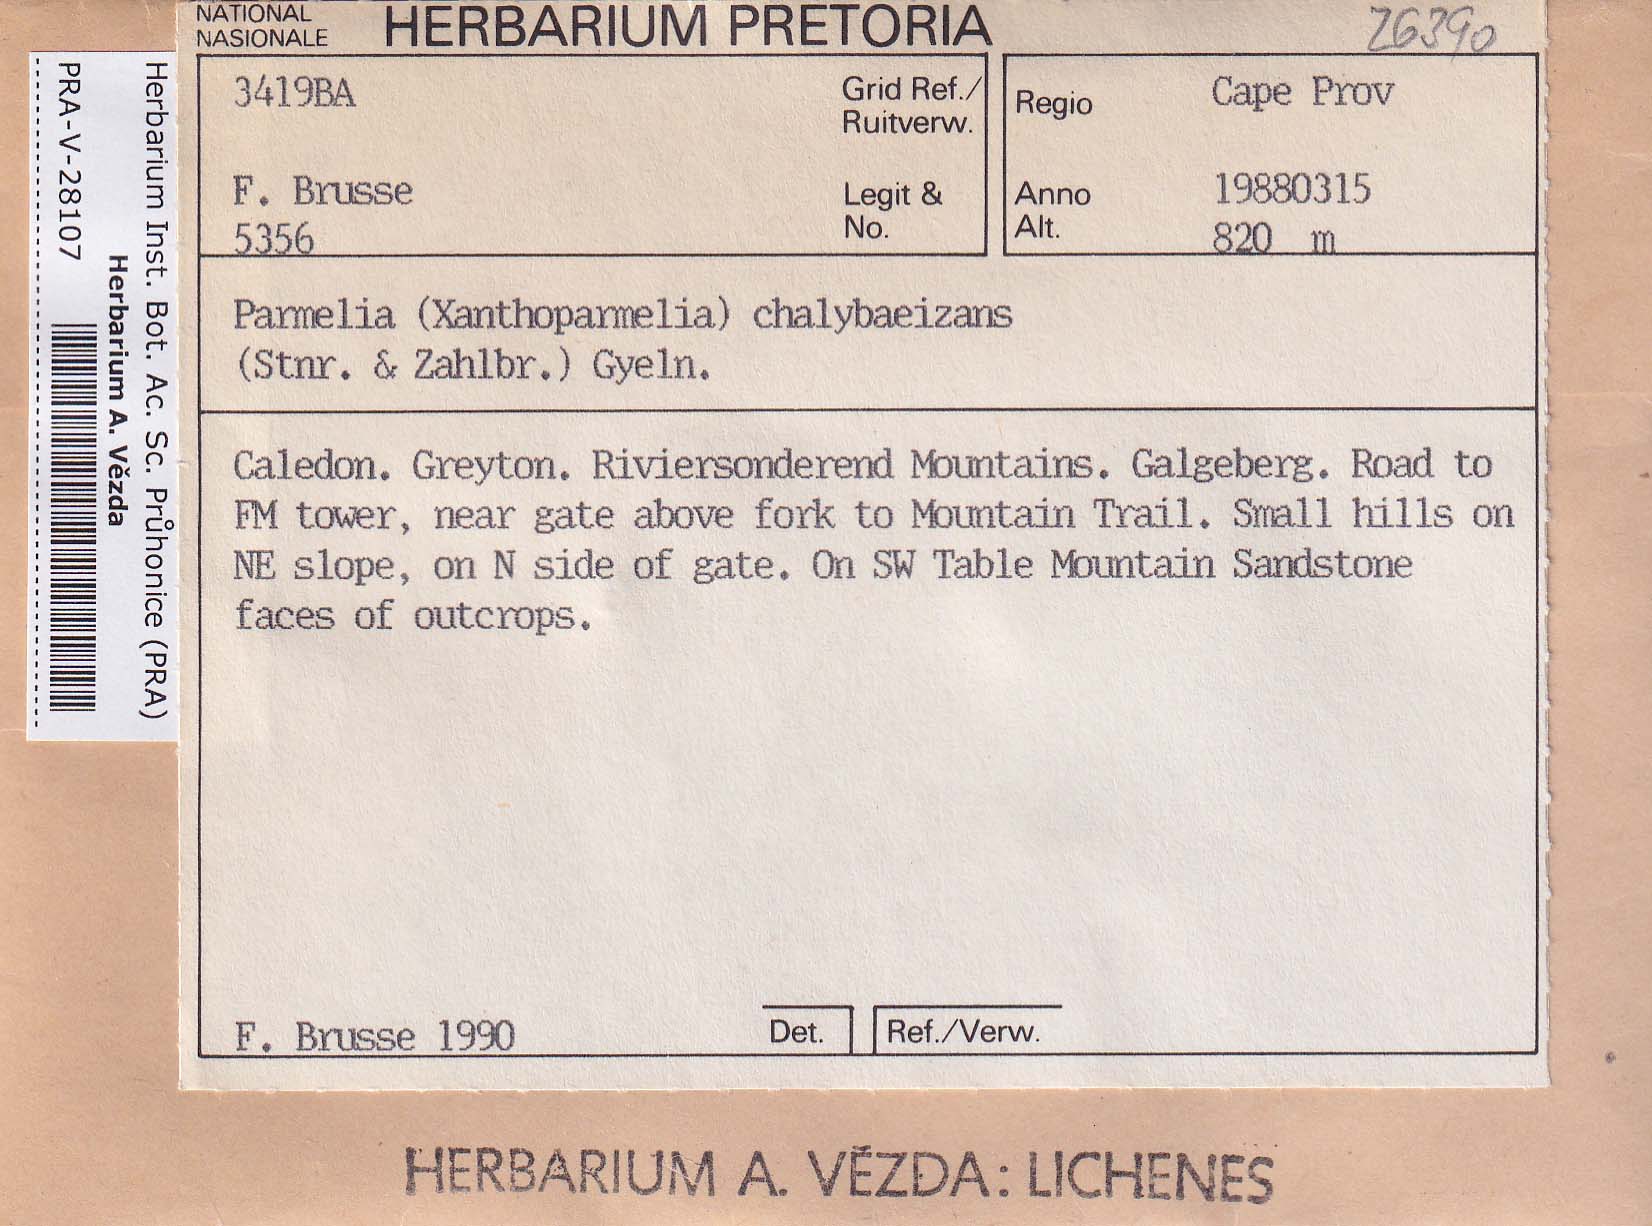 NATIONAL
NASIONALE
HERBARIUM PRETORIA
26390
3419BA
Grid Ref./
Ruitverw.
Regio
Cape Prov
F. Brusse
5356
Legit &
No.
Anno
19880315
Alt.
820 m
Parmelia (Xanthoparmelia) chalybaeizans
(Stnr. & Zahlbr.) Gyeln.
Caledon. Greyton. Riviersonderend Mountains. Galgeberg. Road to
FM tower, near gate above fork to Mountain Trail. Small hills on
NE slope, on N side of gate. On SW Table Mountain Sandstone
faces of outcrops.
F. Brusse 1990
Det.
Ref./Verw.
Herbarium Inst. Bot. Ac. Sc. Průhonice (PRA)
Herbarium A. Vězda
PRA-V-28107
HERBARIUM A. VĚZDA: LICHENES